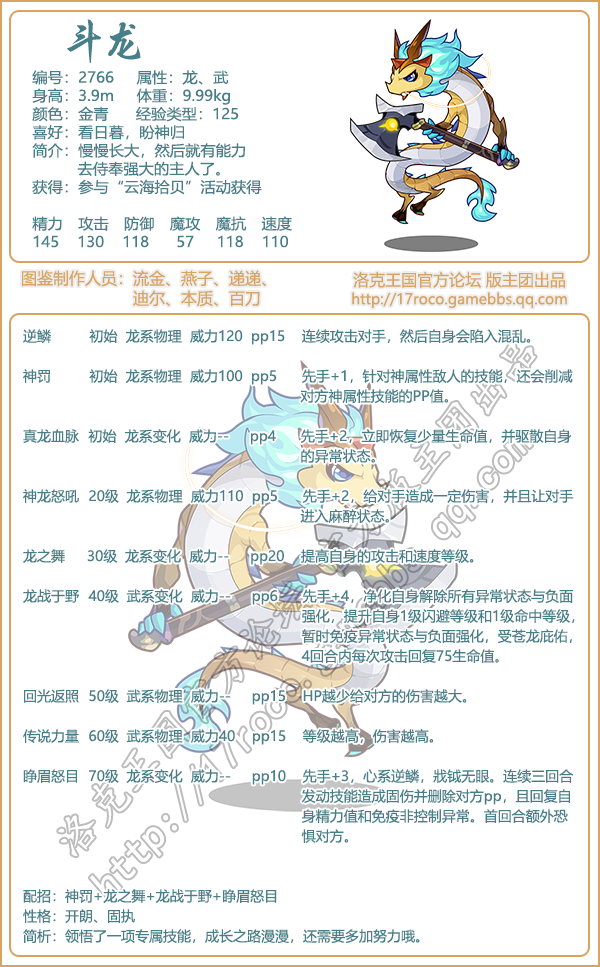 斗龙
编号：2766 属性：龙、武
身高：3.9m 体重：9.99kg
颜色：金青 经验类型：125
喜好：看日暮，盼神归
简介：慢慢长大，然后就有能力
去侍奉强大的主人了。
获得：参与“云海拾贝”活动获得
精力 攻击 防御 魔攻 魔抗 速度
145 130 118 57 118 110
图鉴制作人员：流金、燕子、递递、
迪尔、本质、百刀
洛克王国官方论坛 版主团出品
http://17roco.gamebbs.qq.com
逆鳞 初始 龙系物理 威力120 pp15 连续攻击对手，然后自身会陷入混乱。
神罚 初始 龙系物理 威力100 pp5 先手+1，针对神属性敌人的技能，还会削减
对方神属性技能的PP值。
真龙血脉 初始 龙系变化 威力-- pp4 先手+2，立即恢复少量生命值，并驱散自身
的异常状态。
神龙怒吼 20级 龙系物理 威力110 pp5 先手+2，给对手造成一定伤害，并且让对手
进入麻醉状态。
龙之舞 30级 龙系变化 威力-- pp20 提高自身的攻击和速度等级。
龙战于野 40级 武系变化 威力-- pp6 先手+4，净化自身解除所有异常状态与负面
强化，提升自身1级闪避等级和1级命中等级，
暂时免疫异常状态与负面强化，受苍龙庇佑，
4回合内每次攻击回复75生命值。
回光返照 50级 武系物理 威力-- pp15 HP越少给对方的伤害越大。
传说力量 60级 武系物理 威力40 pp15 等级越高，伤害越高。
睁眉怒目 70级 龙系变化 威力-- pp10 先手+3，心系逆鳞，戕钺无眼。连续三回合
发动技能造成固伤并删除对方pp，且回复自
身精力值和免疫非控制异常。首回合额外恐
惧对方。
洛克王国官方论坛版主团出品
http://17roco.gamebbs.qq.com
配招：神罚+龙之舞+龙战于野+睁眉怒目
性格：开朗、固执
简析：领悟了一项专属技能，成长之路漫漫，还需要多加努力哦。